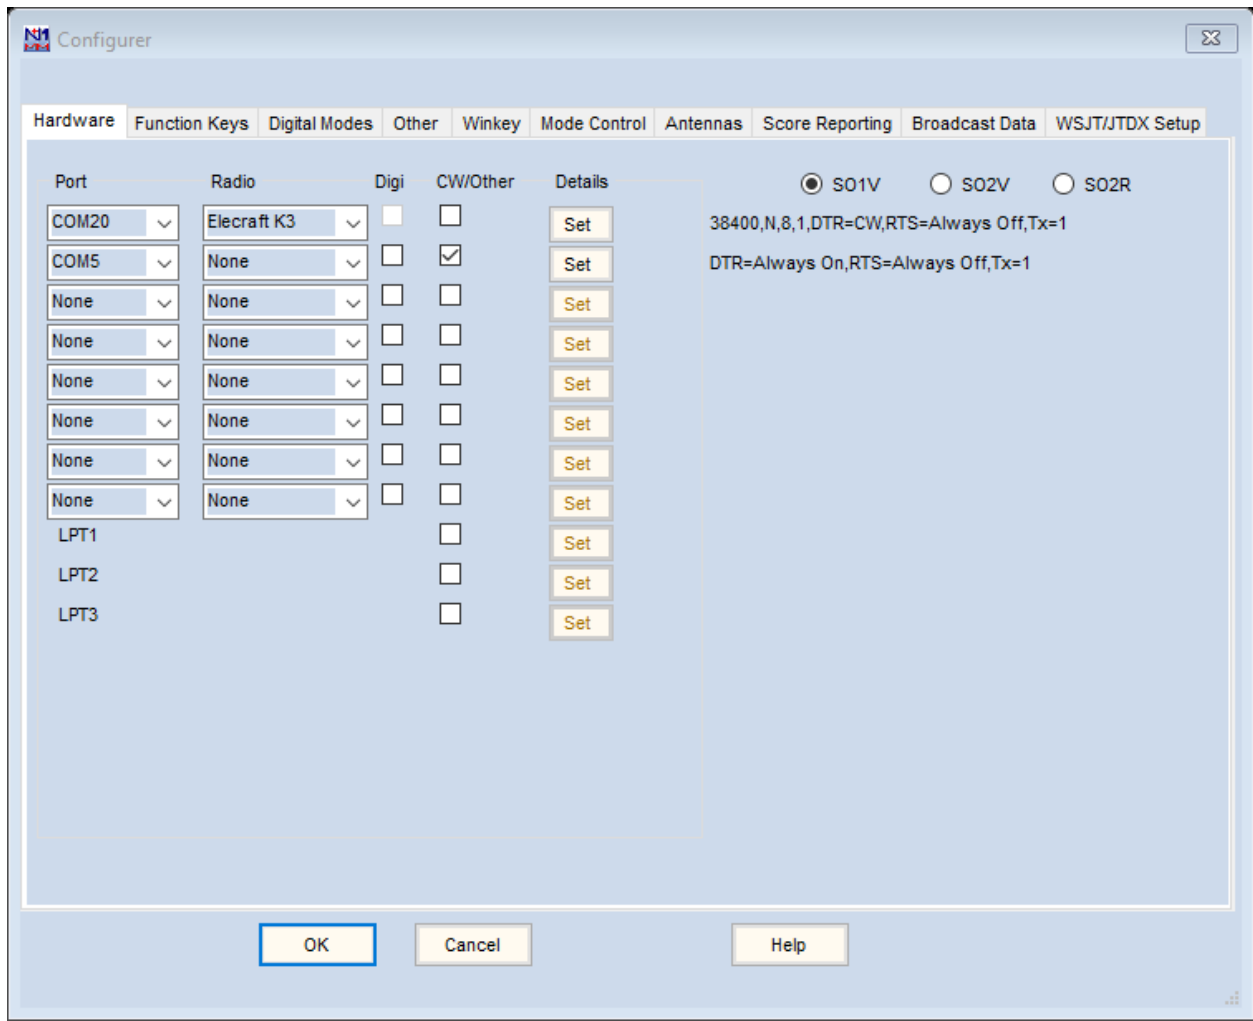 N1 MM Configurer
Hardware Function Keys Digital Modes Other Winkey Mode Control Antennas Score Reporting Broadcast Data WSJT/JTDX Setup
Port Radio Digi CW/Other Details SO1V SO2V SO2R
COM20 Elecraft K3 Set 38400,N,8,1,DTR=CW,RTS=Always Off,Tx=1
COM5 None Set DTR=Always On,RTS=Always Off,Tx=1
None None Set
None None Set
None None Set
None None Set
None None Set
None None Set
LPT1 Set
LPT2 Set
LPT3 Set
OK Cancel Help